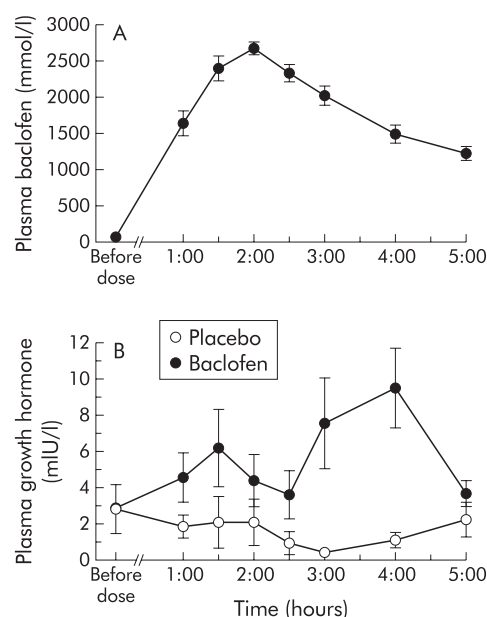 A
Plasma baclofen (mmol/l)
3000
2500
2000
1500
1000
500
0
Before
dose
1:00
2:00
3:00
4:00
5:00
B
Placebo
Baclofen
Plasma growth hormone
(mIU/l)
12
10
8
6
4
2
0
Before
dose
1:00
2:00
3:00
4:00
5:00
Time (hours)